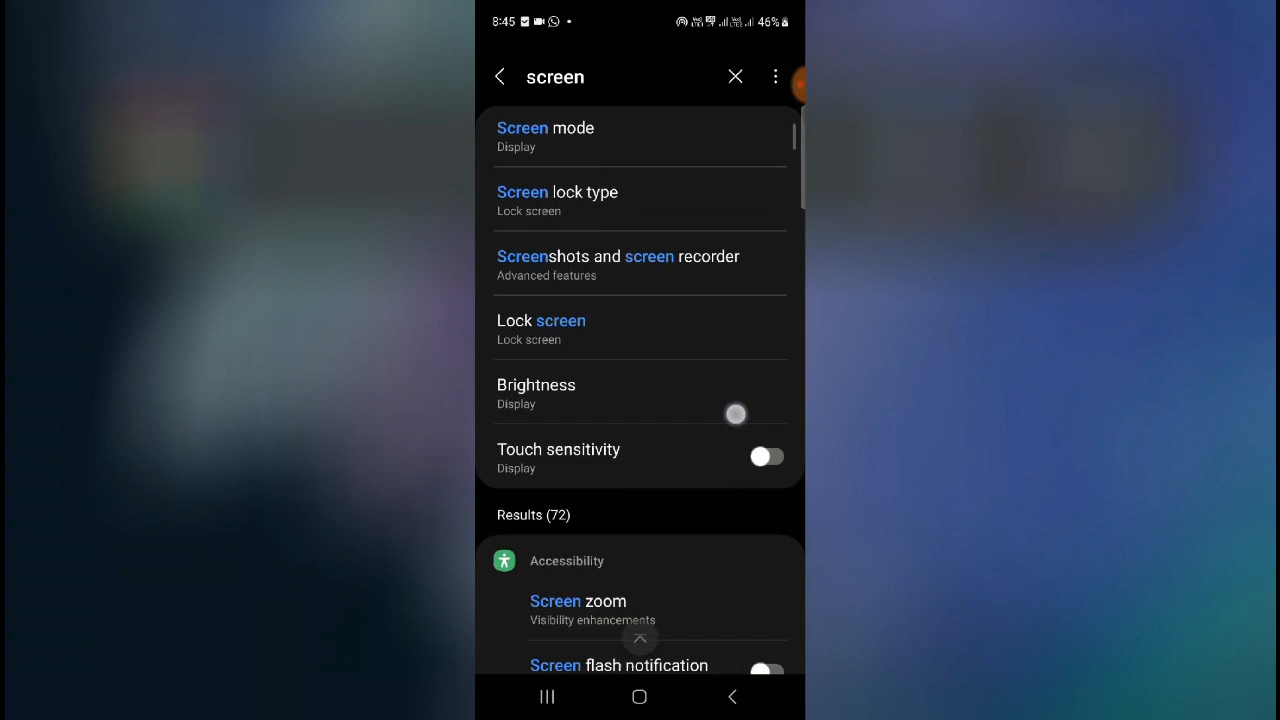 8:45
46%
screen
Screen mode
Display
Screen lock type
Lock screen
Screenshots and screen recorder
Advanced features
Lock screen
Lock screen
Brightness
Display
Touch sensitivity
Display
Results (72)
Accessibility
Screen zoom
Visibility enhancements
Screen flash notification